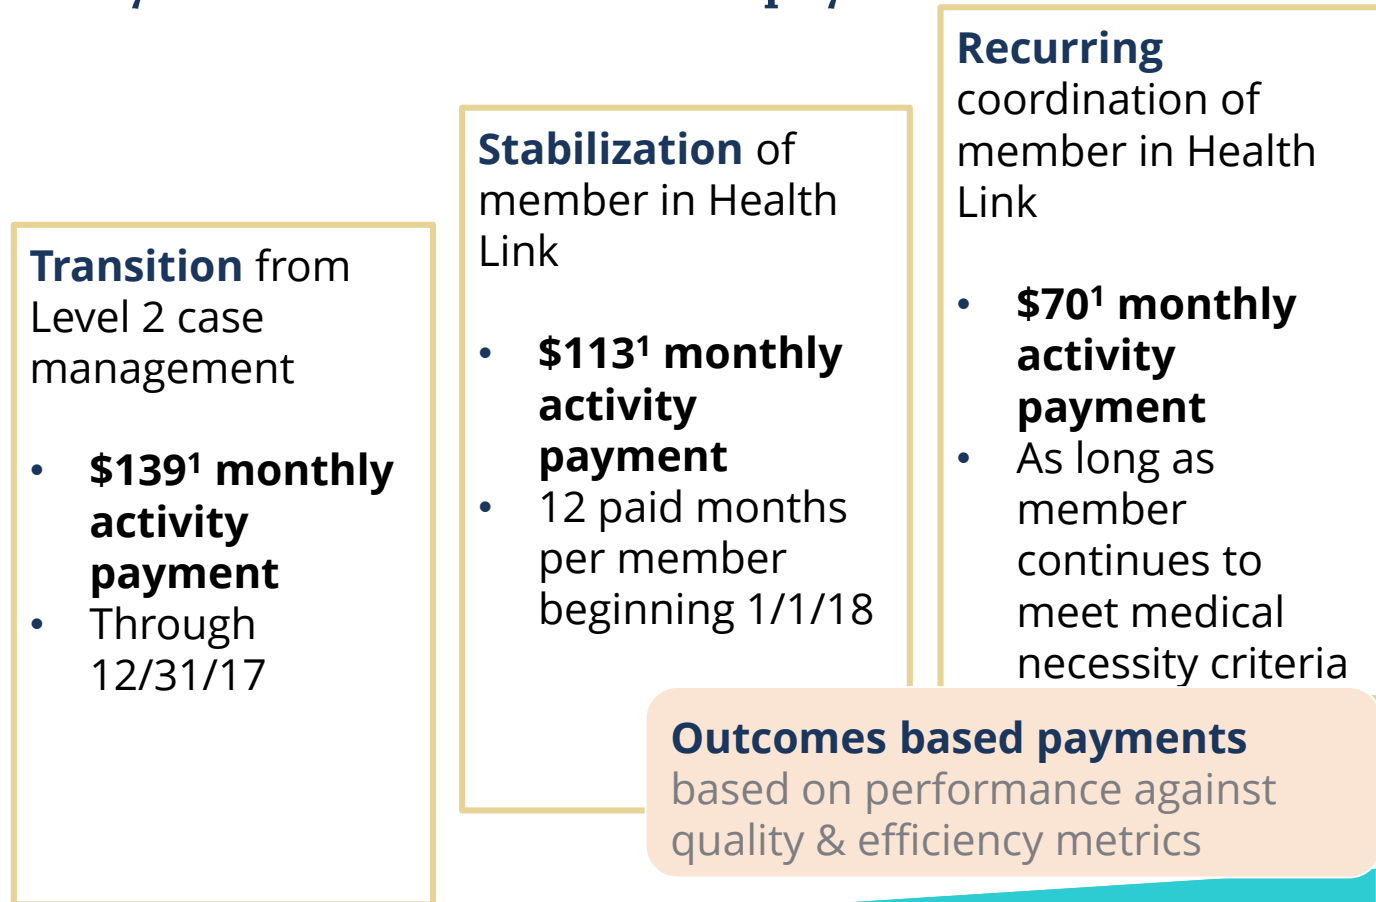 Transition from
Level 2 case
management
• $139¹ monthly
activity
payment
• Through
12/31/17
Stabilization of
member in Health
Link
• $113¹ monthly
activity
payment
• 12 paid months
per member
beginning 1/1/18
Recurring
coordination of
member in Health
Link
• $70¹ monthly
activity
payment
• As long as
member
continues to
meet medical
necessity criteria
Outcomes based payments
based on performance against
quality & efficiency metrics